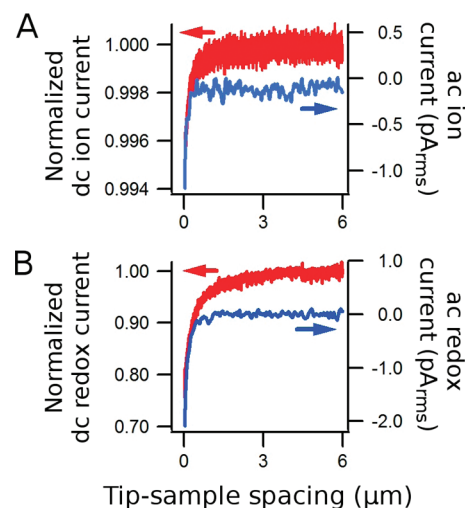 A
Normalized
dc ion current
1.000
0.998
0.996
0.994
0.5
0.0
-0.5
-1.0
ac ion
current (pArms)
0
3
6
B
Normalized
dc redox current
1.00
0.90
0.80
0.70
1.0
0.0
-1.0
-2.0
ac redox
current (pArms)
0
3
6
Tip-sample spacing (μm)